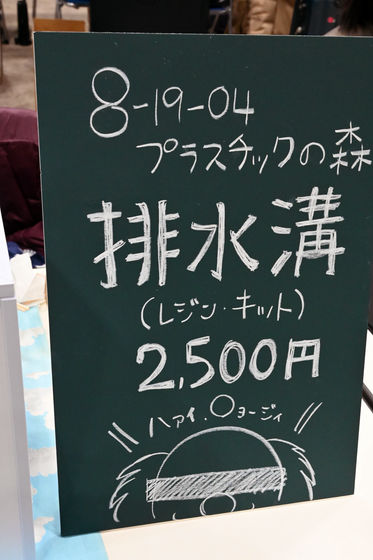 8-19-04
プラスチックの森
排水溝
(レジン・キット)
2,500円
ハァイ、〇ョージィ